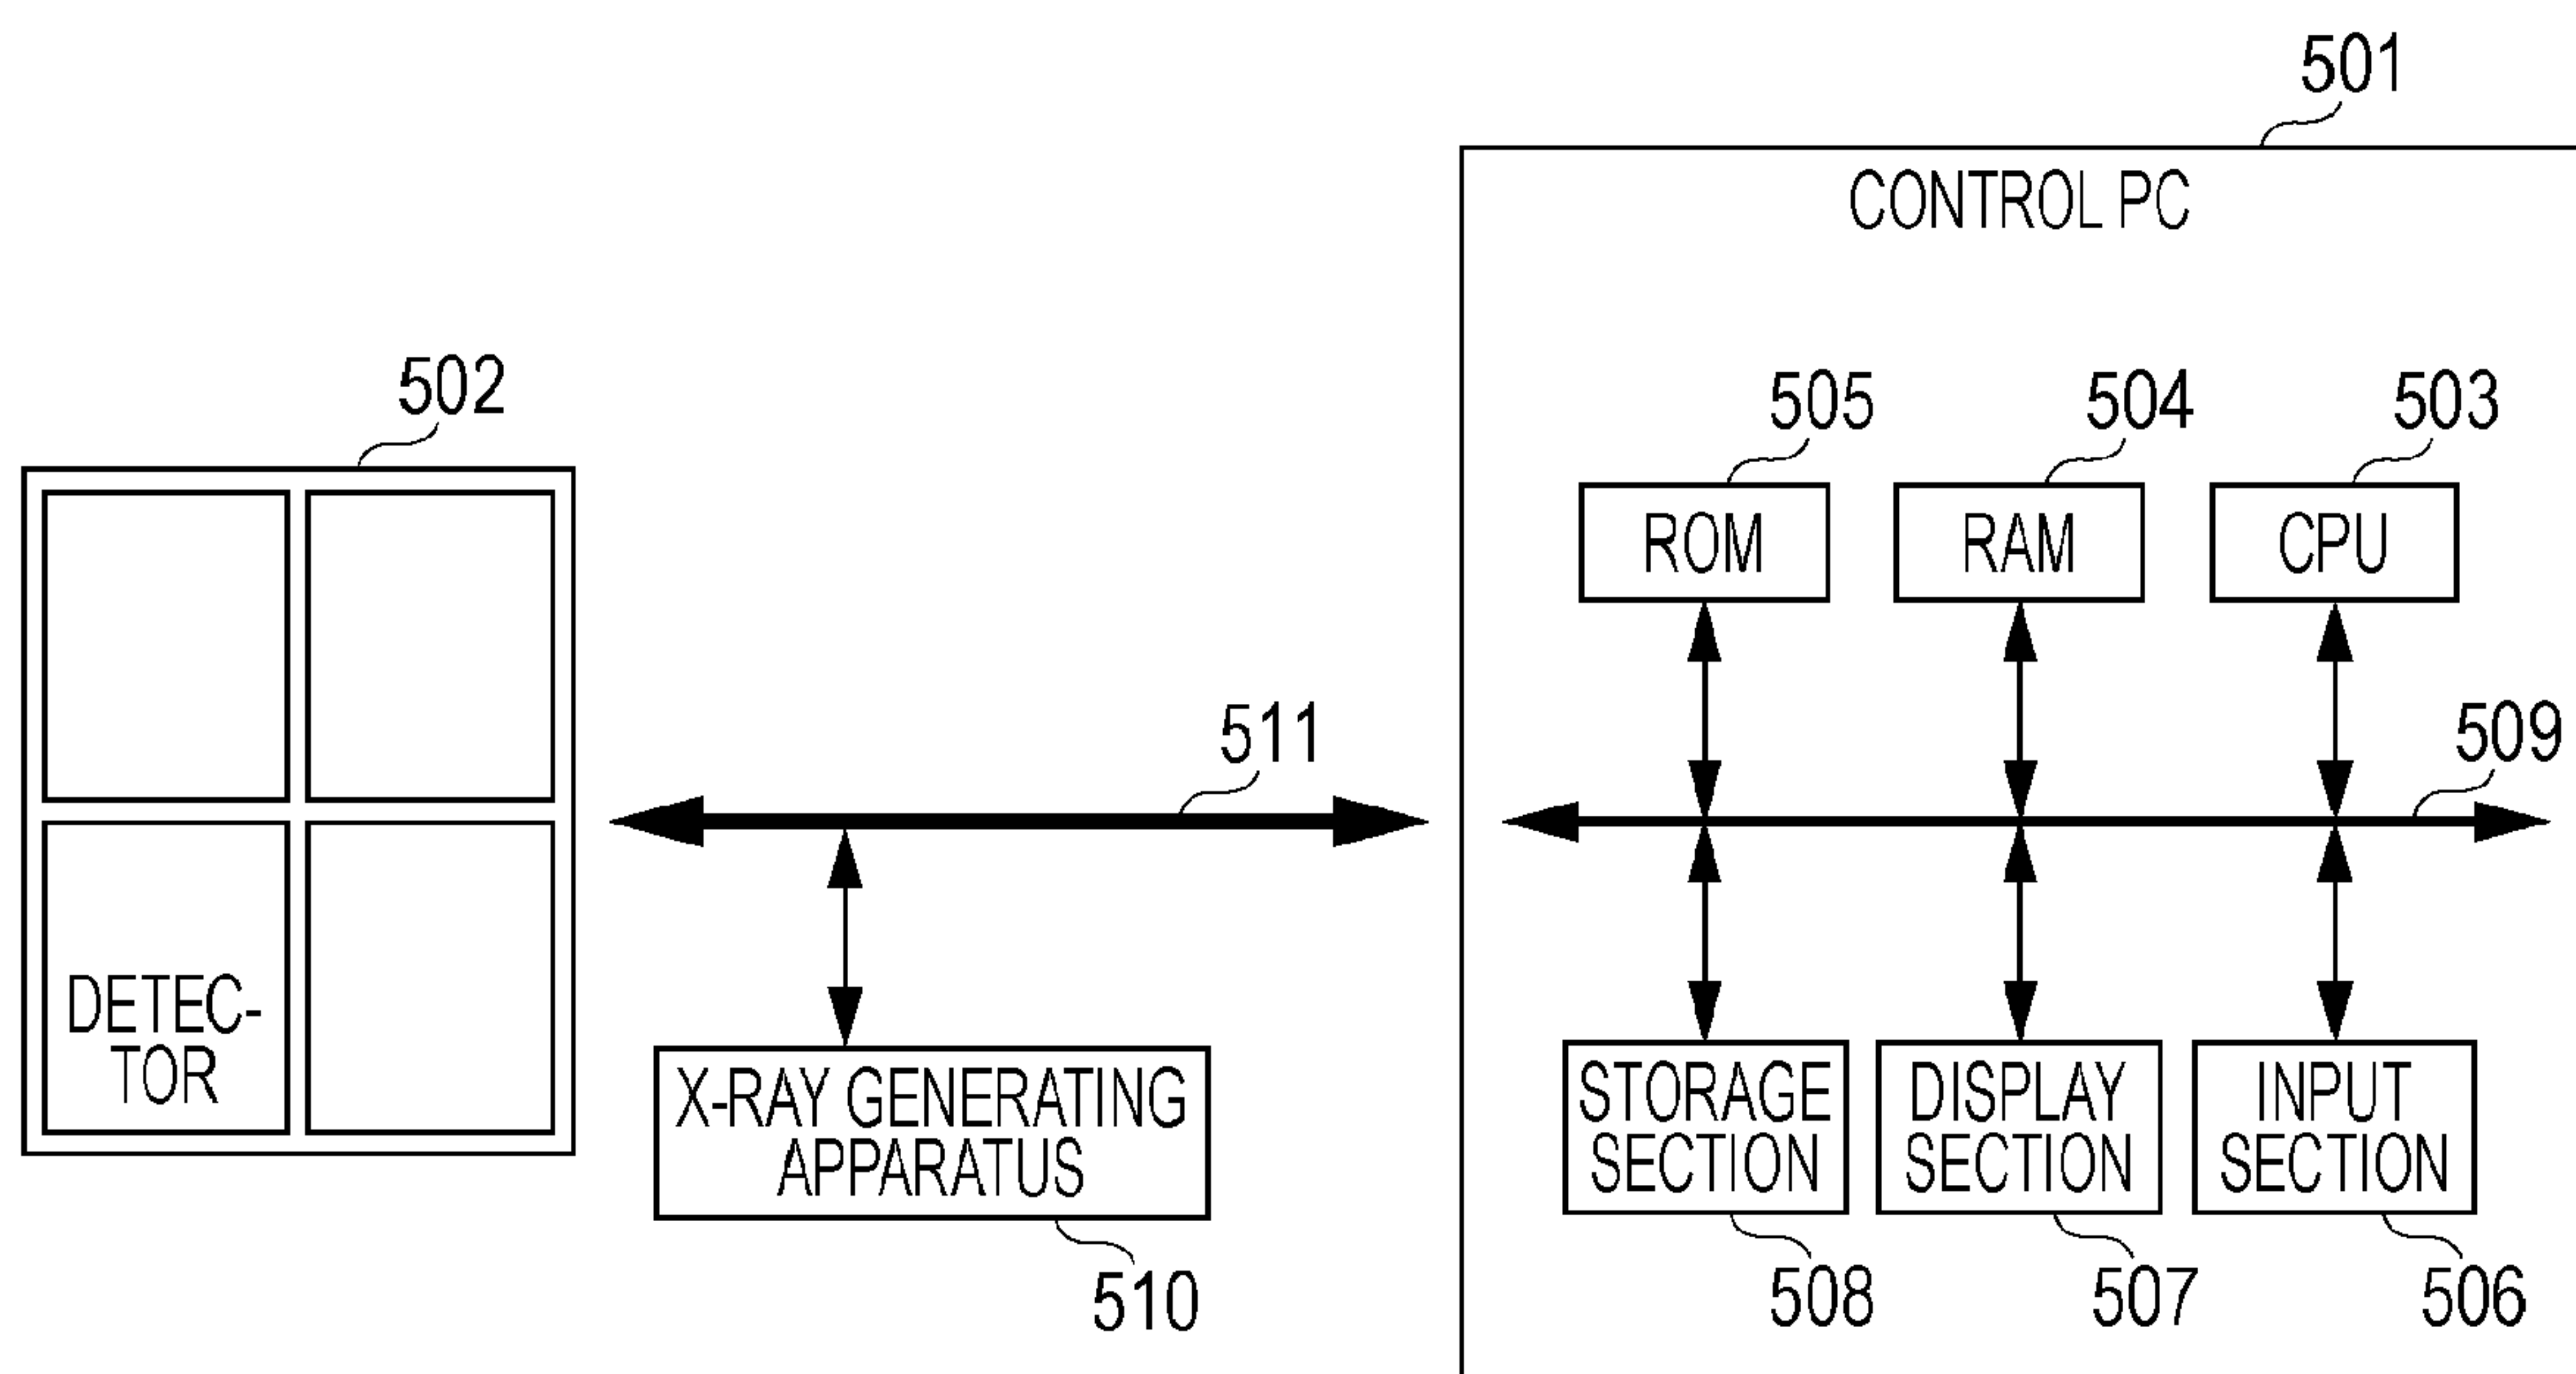 501
CONTROL PC
502
505
504
503
ROM
RAM
CPU
511
509
DETEC-
TOR
X-RAY GENERATING
APPARATUS
STORAGE
SECTION
DISPLAY
SECTION
INPUT
SECTION
510
508
507
506